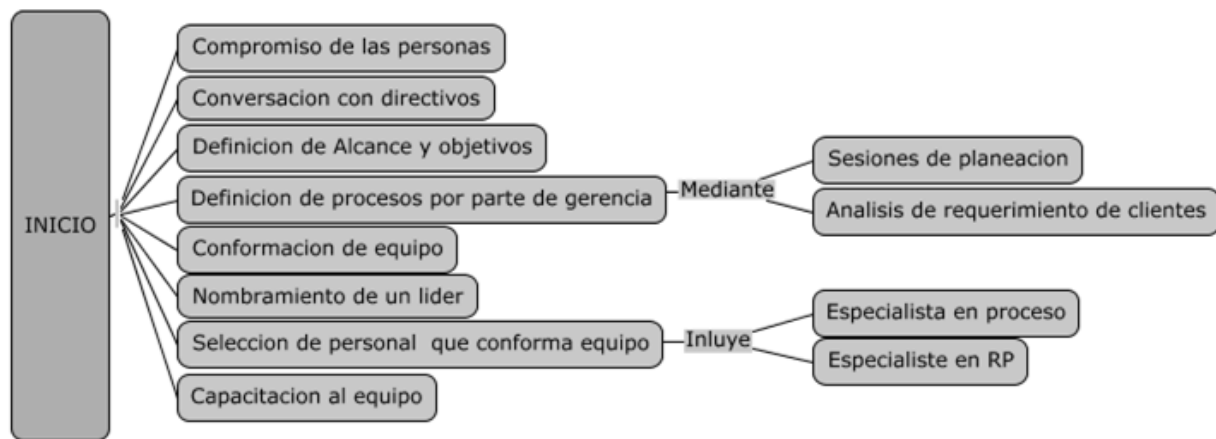 INICIO
Compromiso de las personas
Conversacion con directivos
Definicion de Alcance y objetivos
Definicion de procesos por parte de gerencia
Mediante
Sesiones de planeacion
Analisis de requerimiento de clientes
Conformacion de equipo
Nombramiento de un lider
Seleccion de personal que conforma equipo
Inluye
Especialista en proceso
Especialiste en RP
Capacitacion al equipo